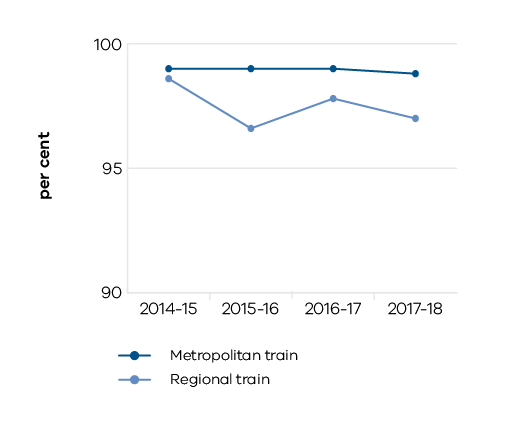 100
per cent
95
90
2014-15 2015-16 2016-17 2017-18
Metropolitan train
Regional train